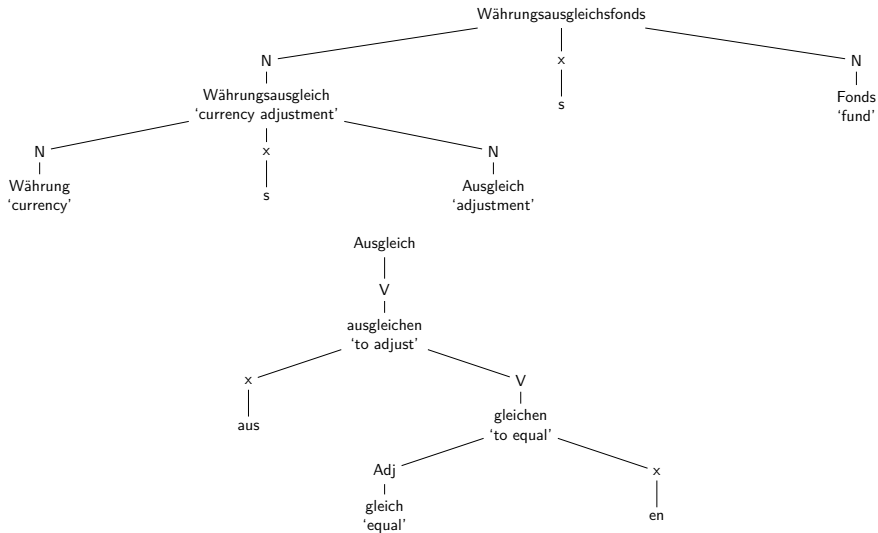 Währungsausgleichsfonds
N x N
Währungsausgleich
‘currency adjustment’
s
Fonds
‘fund’
N x N
Währung
‘currency’
s
Ausgleich
‘adjustment’
Ausgleich
V
ausgleichen
‘to adjust’
x V
aus
gleichen
‘to equal’
Adj x
gleich
‘equal’
en